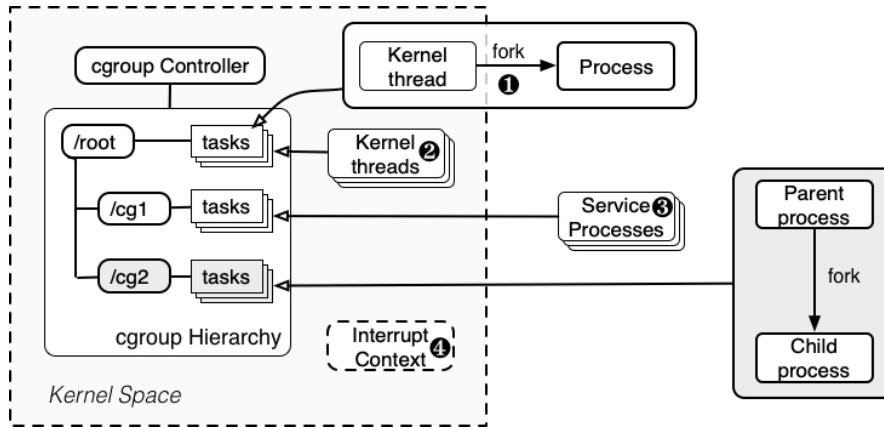 cgroup Controller
Kernel
thread
fork
❶
Process
/root
tasks
Kernel
threads
❷
/cg1
tasks
Service
Processes
❸
Parent
process
/cg2
tasks
fork
cgroup Hierarchy
Interrupt
Context
❹
Child
process
Kernel Space